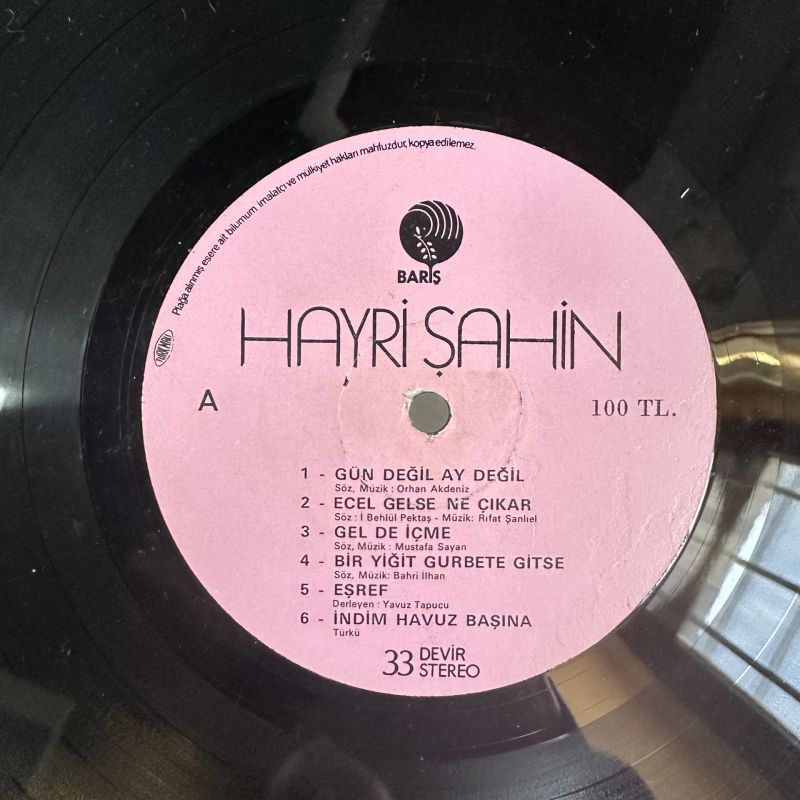 Plağa alınmış esere ait bilumum imalatçı ve mülkiyet hakları mahfuzdur, kopya edilemez.
BARIŞ
HAYRİ ŞAHİN
TÜRKMALI
A
100 TL.
1 - GÜN DEĞİL AY DEĞİL
Söz, Müzik : Orhan Akdeniz
2 - ECEL GELSE NE ÇIKAR
Söz : İ Behlül Pektaş - Müzik: Rıfat Şanlıel
3 - GEL DE İÇME
Söz, Müzik : Mustafa Sayan
4 - BİR YİĞİT GURBETE GİTSE
Söz, Müzik: Bahri İlhan
5 - EŞREF
Derleyen : Yavuz Tapucu
6 - İNDİM HAVUZ BAŞINA
Türkü
33 DEVİR
STEREO